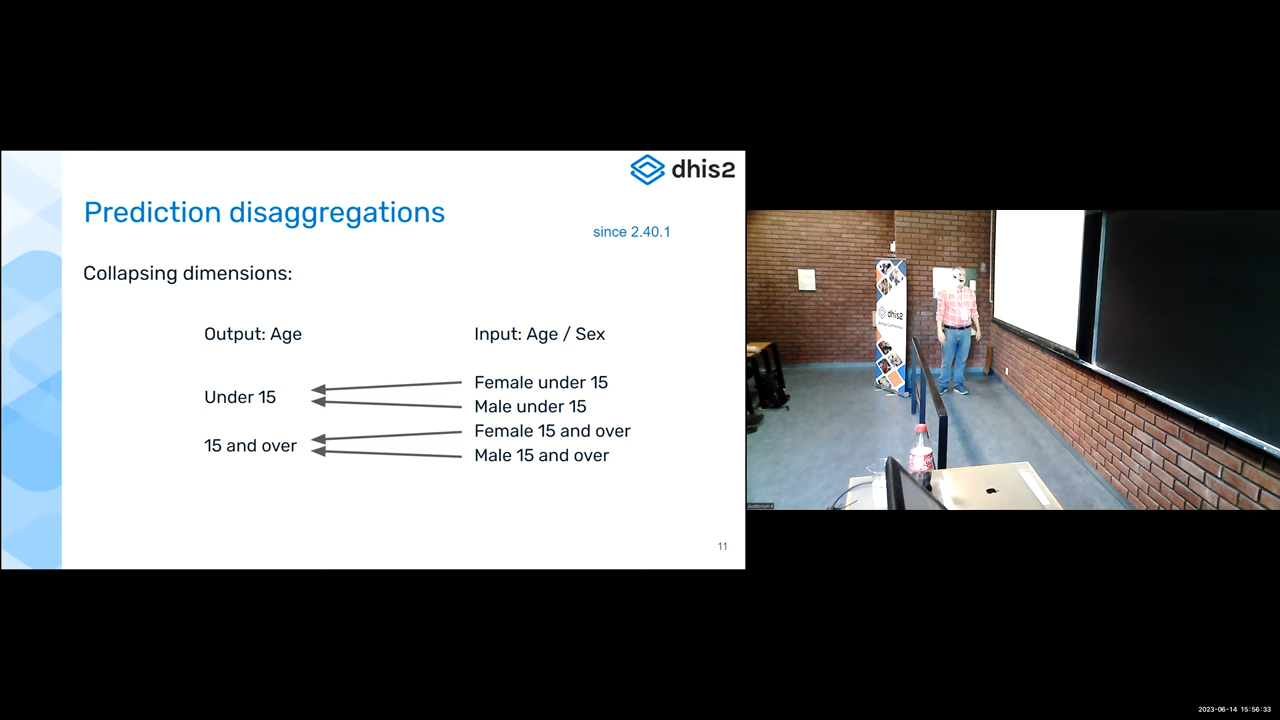 dhis2
Prediction disaggregations
since 2.40.1
Collapsing dimensions:
Output: Age
Input: Age / Sex
Under 15
Female under 15
Male under 15
15 and over
Female 15 and over
Male 15 and over
11
dhis2
2023-06-14 15:56:33